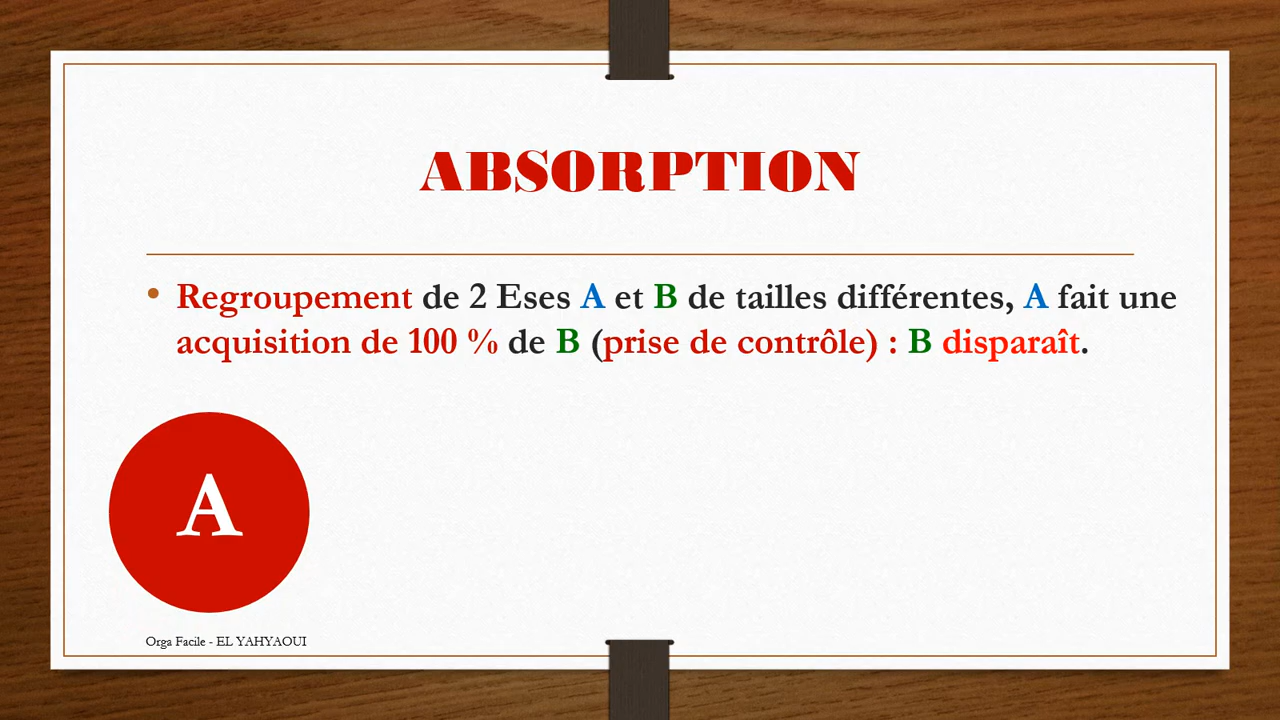 ABSORPTION
• Regroupement de 2 Eses A et B de tailles différentes, A fait une
acquisition de 100 % de B (prise de contrôle) : B disparaît.
A
Orga Facile - EL YAHYAOUI